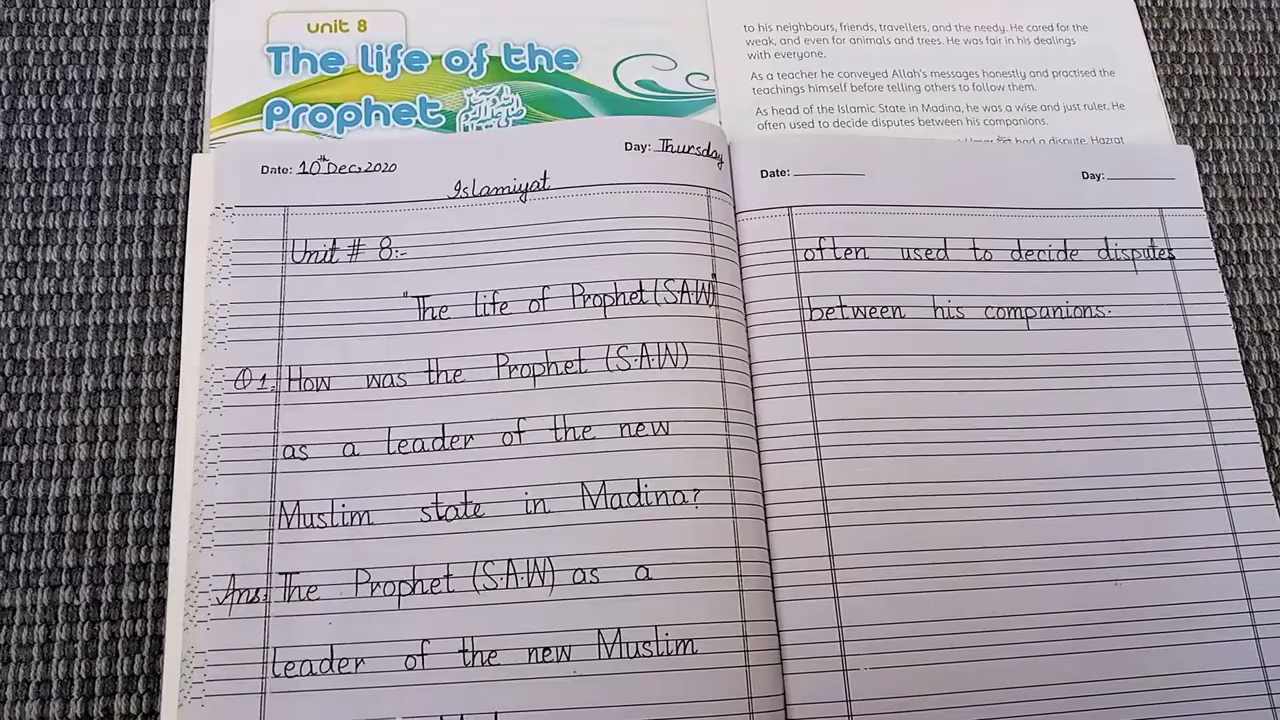 unit 8
The life of the
Prophet
to his neighbours, friends, travellers, and the needy. He cared for the
weak, and even for animals and trees. He was fair in his dealings
with everyone.
As a teacher he conveyed Allah's messages honestly and practised the
teachings himself before telling others to follow them.
As head of the Islamic State in Madina, he was a wise and just ruler. He
often used to decide disputes between his companions.
had a dispute. Hazrat
Date: 10th Dec, 2020
Day: Thursday
Islamiyat
Unit # 8:-
"The life of Prophet (S.A.W)"
Q1: How was the Prophet (S.A.W)
as a leader of the new
Muslim state in Madina?
Ans: The Prophet (S.A.W) as a
leader of the new Muslim
Date:
Day:
often used to decide disputes
between his companions.